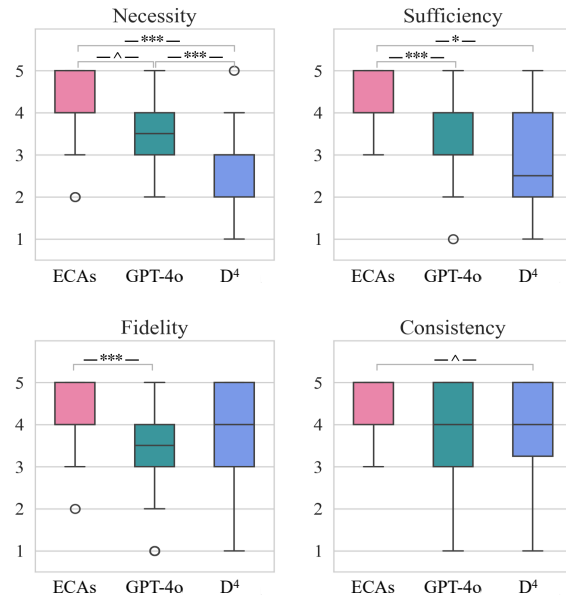 Necessity
— *** —
— ^ —
— *** —
5
4
3
2
1
ECAs
GPT-4o
D⁴
Sufficiency
— * —
— *** —
5
4
3
2
1
ECAs
GPT-4o
D⁴
Fidelity
— *** —
5
4
3
2
1
ECAs
GPT-4o
D⁴
Consistency
— ^ —
5
4
3
2
1
ECAs
GPT-4o
D⁴